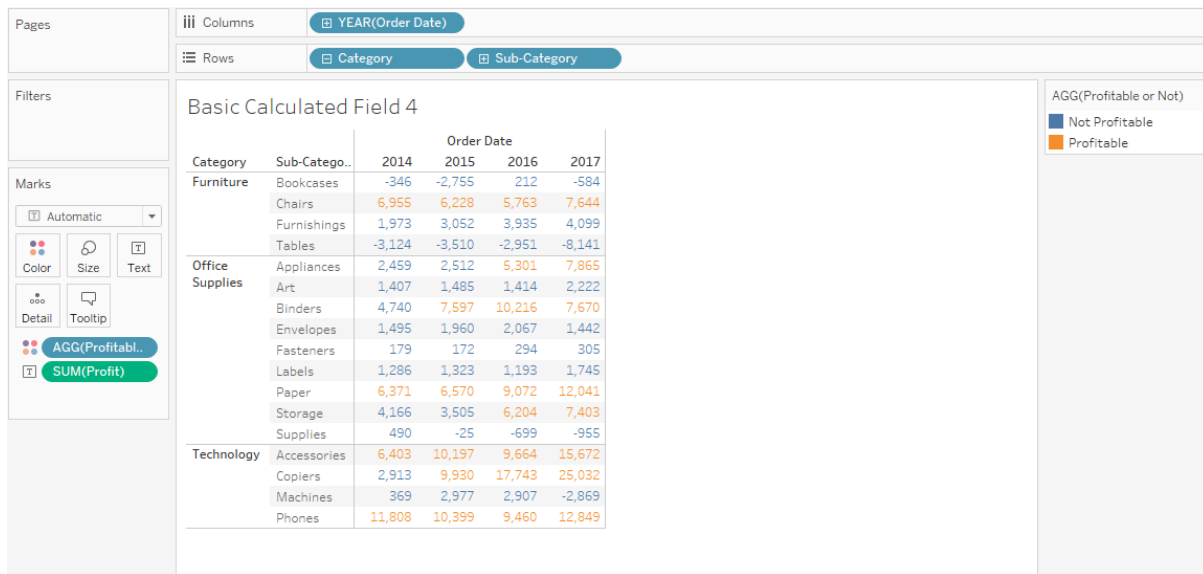 Pages
Columns
YEAR(Order Date)
Rows
Category Sub-Category
Filters
Marks
Automatic
Color Size Text
Detail Tooltip
AGG(Profitabl..
SUM(Profit)
Basic Calculated Field 4
Order Date
Category Sub-Catego.. 2014 2015 2016 2017
Furniture Bookcases -346 -2,755 212 -584
Chairs 6,955 6,228 5,763 7,644
Furnishings 1,973 3,052 3,935 4,099
Tables -3,124 -3,510 -2,951 -8,141
Office Appliances 2,459 2,512 5,301 7,865
Supplies Art 1,407 1,485 1,414 2,222
Binders 4,740 7,597 10,216 7,670
Envelopes 1,495 1,960 2,067 1,442
Fasteners 179 172 294 305
Labels 1,286 1,323 1,193 1,745
Paper 6,371 6,570 9,072 12,041
Storage 4,166 3,505 6,204 7,403
Supplies 490 -25 -699 -955
Technology Accessories 6,403 10,197 9,664 15,672
Copiers 2,913 9,930 17,743 25,032
Machines 369 2,977 2,907 -2,869
Phones 11,808 10,399 9,460 12,849
AGG(Profitable or Not)
Not Profitable
Profitable